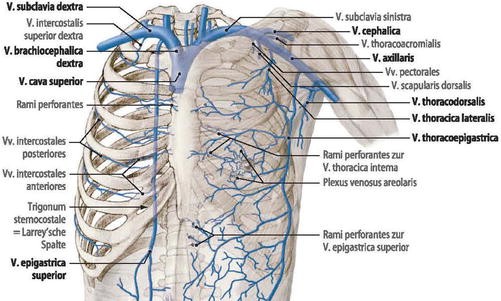 V. subclavia dextra
V. intercostalis
superior dextra
V. brachiocephalica
dextra
V. cava superior
Rami perforantes
Vv. intercostales
posteriores
Vv. intercostales
anteriores
Trigonum
sternocostale
= Larrey'sche
Spalte
V. epigastrica
superior
V. subclavia sinistra
V. cephalica
V. thoracoacromialis
V. axillaris
Vv. pectorales
V. scapularis dorsalis
V. thoracodorsalis
V. thoracica lateralis
V. thoracoepigastrica
Rami perforantes zur
V. thoracica interna
Plexus venosus areolaris
Rami perforantes zur
V. epigastrica superior